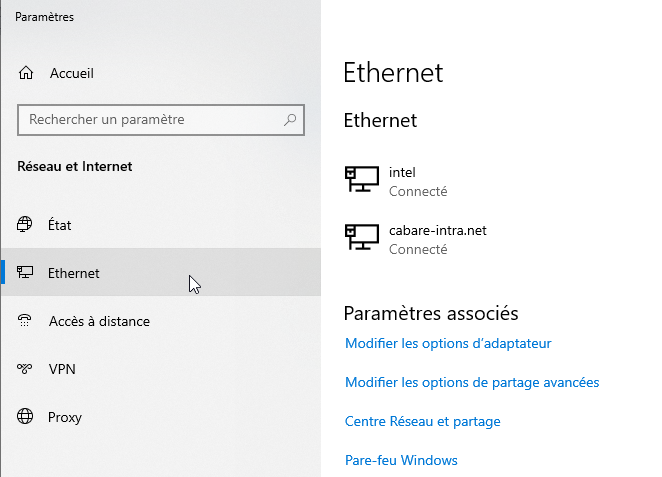 Paramètres
Accueil
Rechercher un paramètre
Réseau et Internet
État
Ethernet
Accès à distance
VPN
Proxy
Ethernet
Ethernet
intel
Connecté
cabare-intra.net
Connecté
Paramètres associés
Modifier les options d'adaptateur
Modifier les options de partage avancées
Centre Réseau et partage
Pare-feu Windows